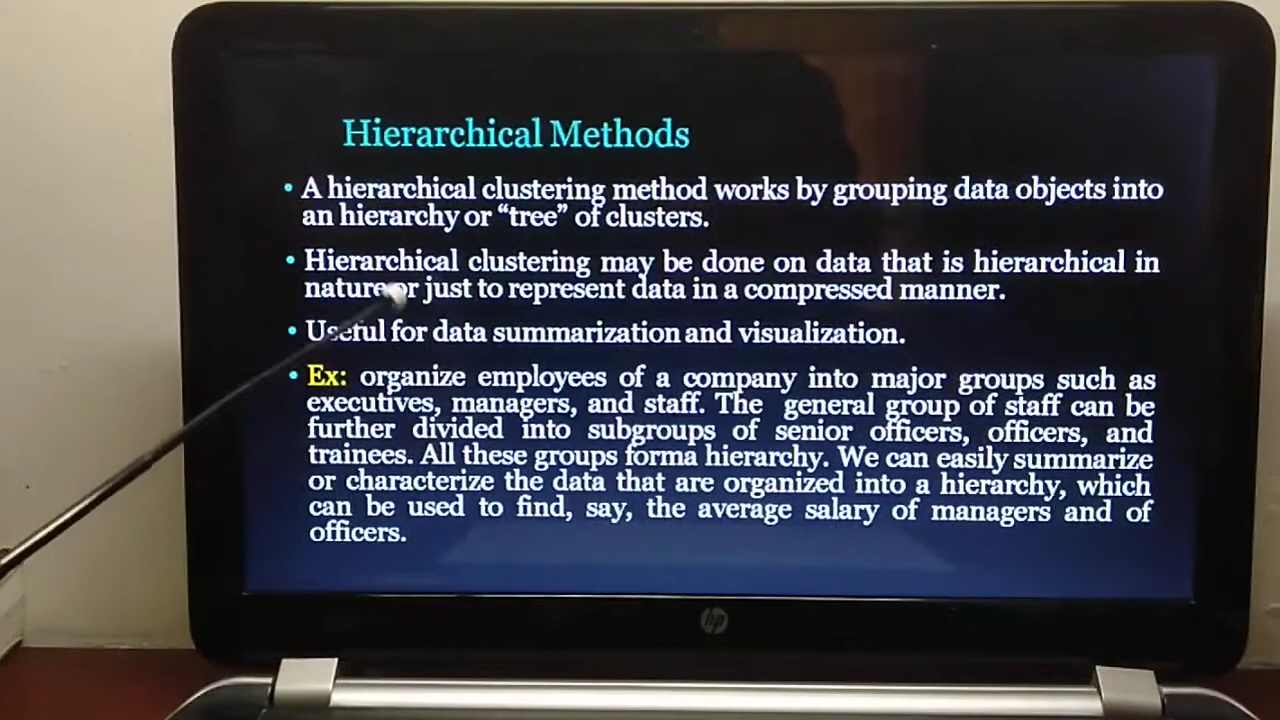 Hierarchical Methods
• A hierarchical clustering method works by grouping data objects into
an hierarchy or “tree” of clusters.
• Hierarchical clustering may be done on data that is hierarchical in
nature or just to represent data in a compressed manner.
• Useful for data summarization and visualization.
• Ex: organize employees of a company into major groups such as
executives, managers, and staff. The general group of staff can be
further divided into subgroups of senior officers, officers, and
trainees. All these groups forma hierarchy. We can easily summarize
or characterize the data that are organized into a hierarchy, which
can be used to find, say, the average salary of managers and of
officers.
hp